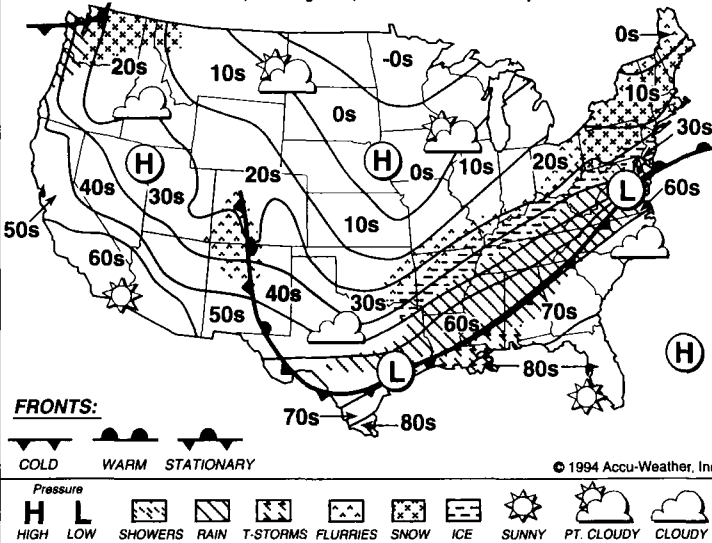 0s
-0s
20s
10s
10s
0s
30s
H
H
0s
10s
20s
20s
40s
30s
L
60s
50s
10s
60s
40s
30s
50s
60s
70s
H
L
80s
70s
80s
FRONTS:
COLD WARM STATIONARY
© 1994 Accu-Weather, Inc
Pressure
H L
HIGH LOW SHOWERS RAIN T-STORMS FLURRIES SNOW ICE SUNNY PT. CLOUDY CLOUDY